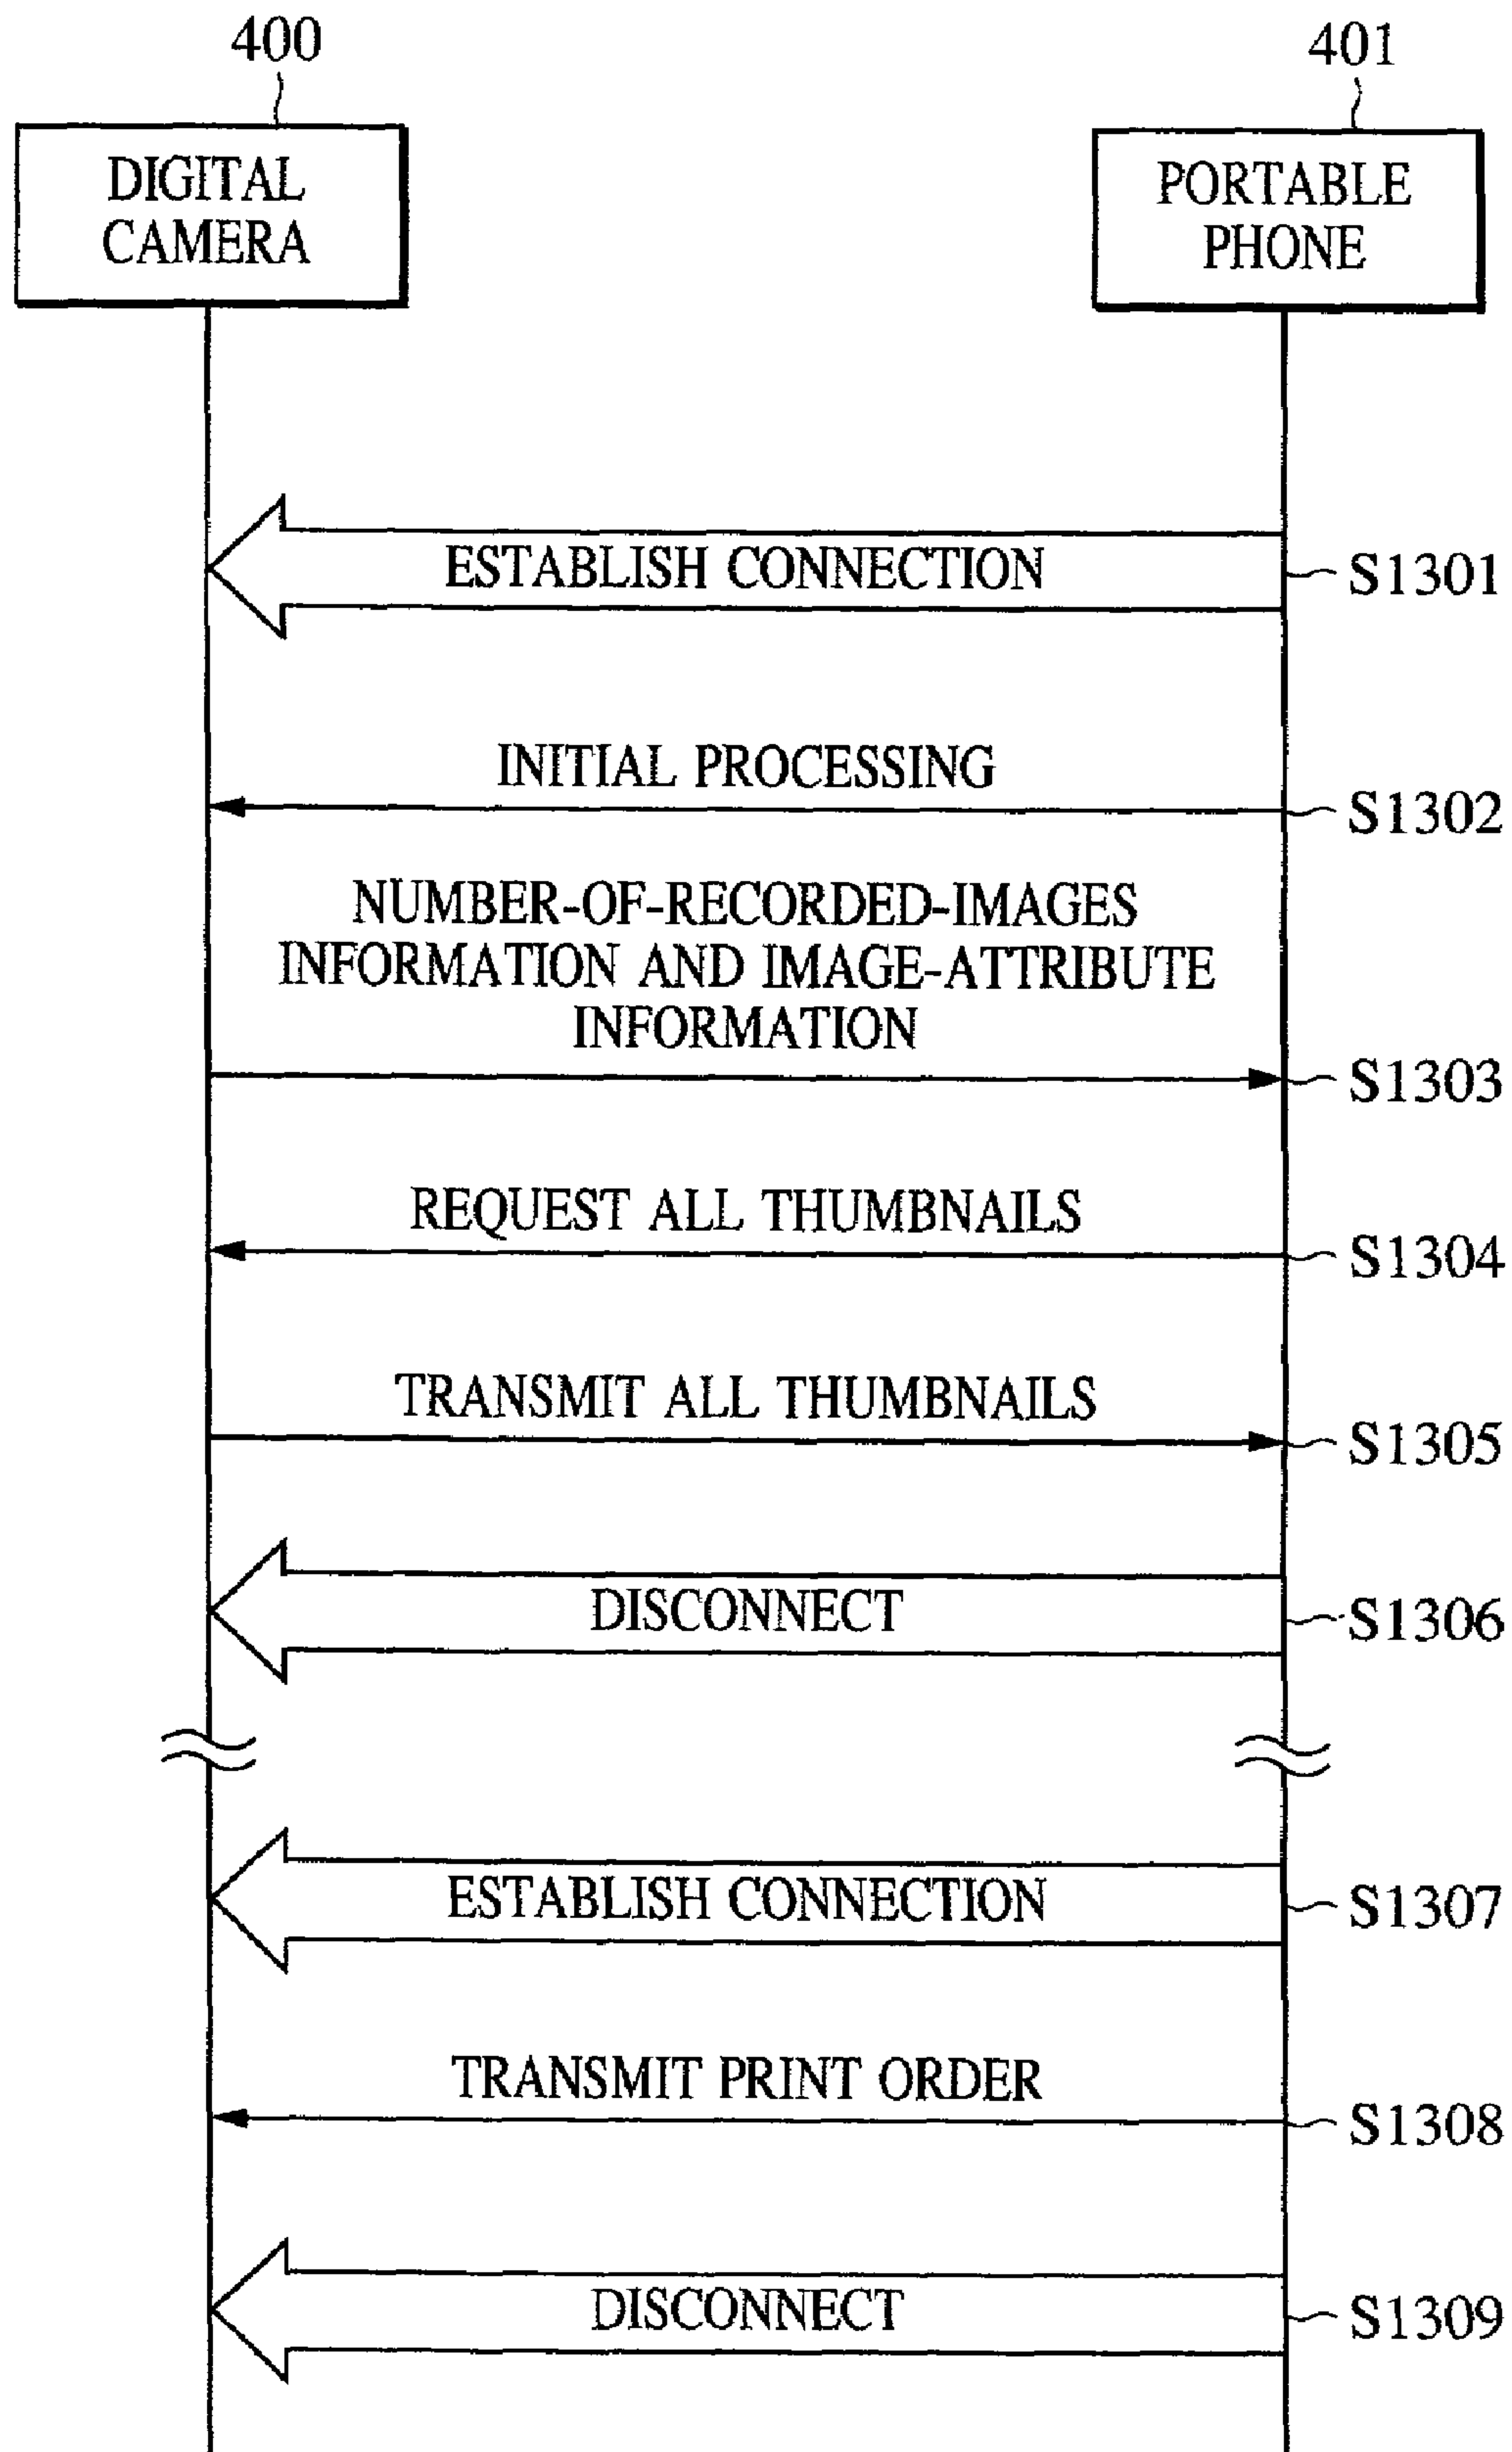 400
401
DIGITAL
CAMERA
PORTABLE
PHONE
ESTABLISH CONNECTION
S1301
INITIAL PROCESSING
S1302
NUMBER-OF-RECORDED-IMAGES
INFORMATION AND IMAGE-ATTRIBUTE
INFORMATION
S1303
REQUEST ALL THUMBNAILS
S1304
TRANSMIT ALL THUMBNAILS
S1305
DISCONNECT
S1306
ESTABLISH CONNECTION
S1307
TRANSMIT PRINT ORDER
S1308
DISCONNECT
S1309